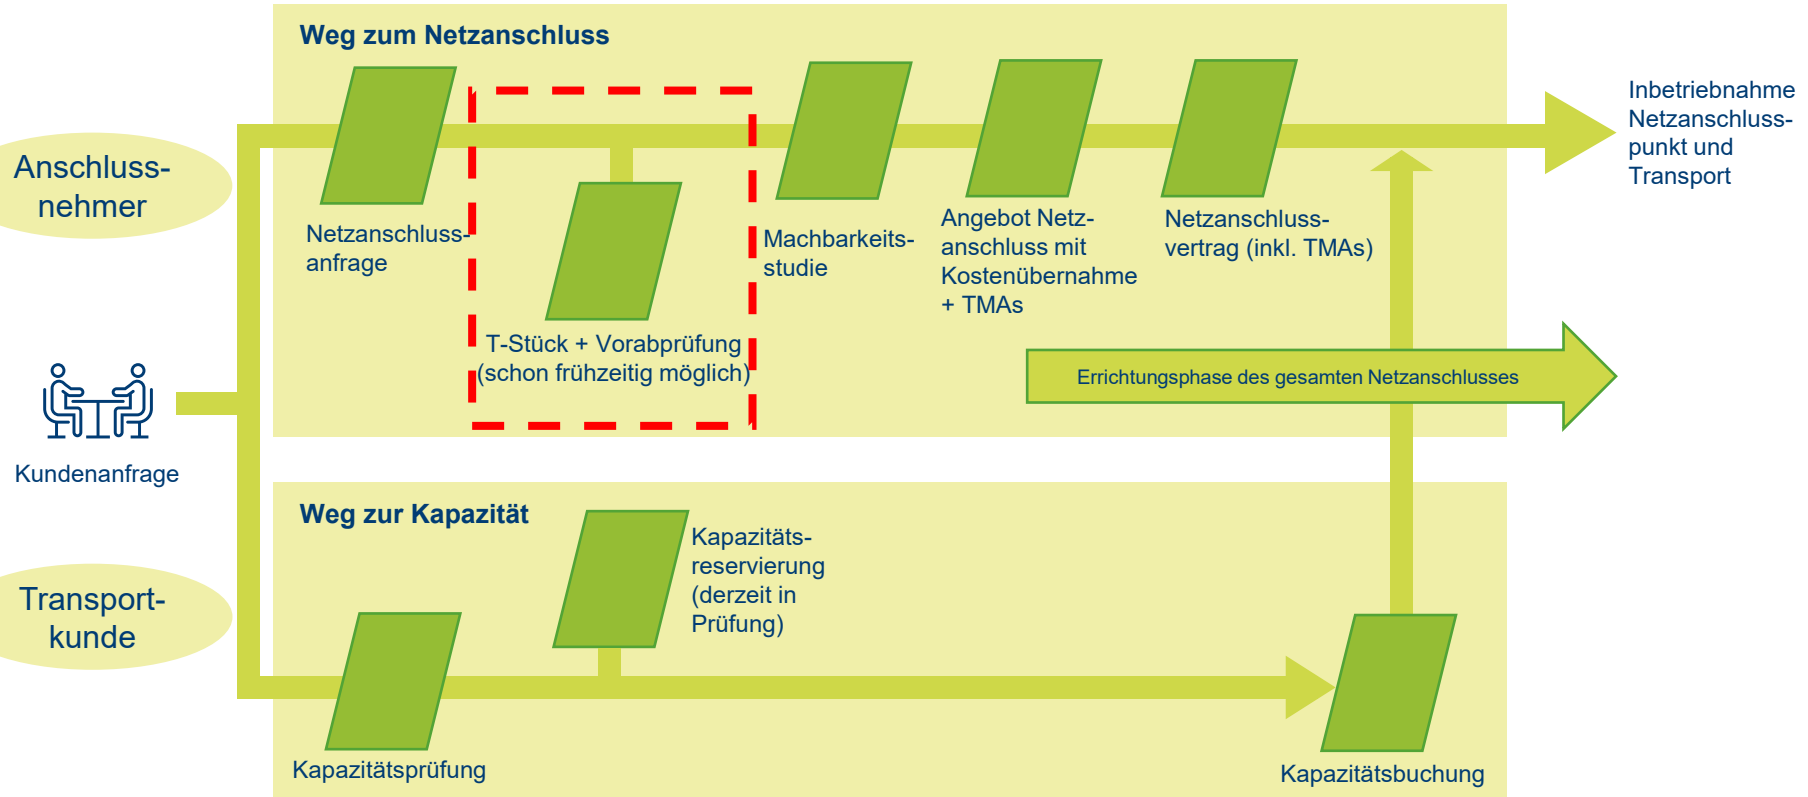 Weg zum Netzanschluss
Anschluss-
nehmer
Netzanschluss-
anfrage
T-Stück + Vorabprüfung
(schon frühzeitig möglich)
Machbarkeits-
studie
Angebot Netz-
anschluss mit
Kostenübernahme
+ TMAs
Netzanschluss-
vertrag (inkl. TMAs)
Inbetriebnahme
Netzanschluss-
punkt und
Transport
Errichtungsphase des gesamten Netzanschlusses
Kundenanfrage
Weg zur Kapazität
Transport-
kunde
Kapazitäts-
reservierung
(derzeit in
Prüfung)
Kapazitätsprüfung
Kapazitätsbuchung